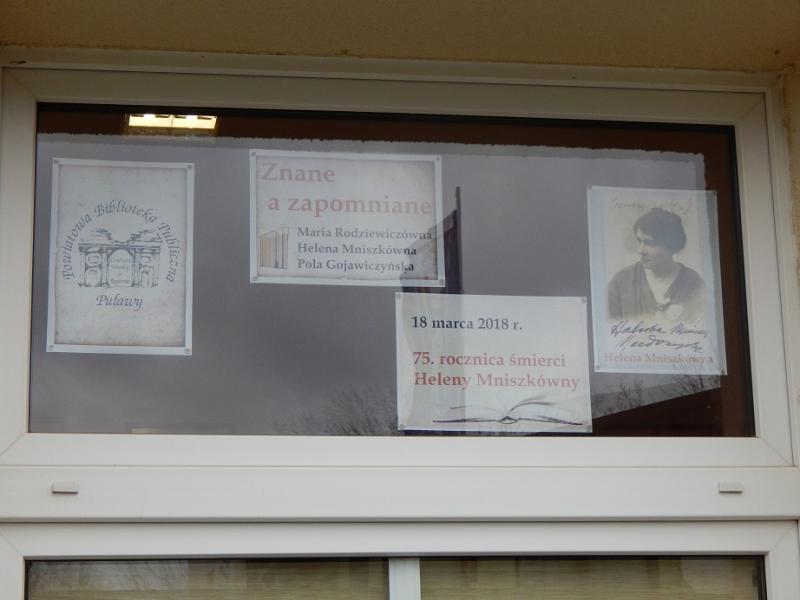 Powiatowa Biblioteka Publiczna
Puławy
Znane
a zapomniane
Maria Rodziewiczówna
Helena Mniszkówna
Pola Gojawiczyńska
18 marca 2018 r.
75. rocznica śmierci
Heleny Mniszkówny
Helena Mniszkówna